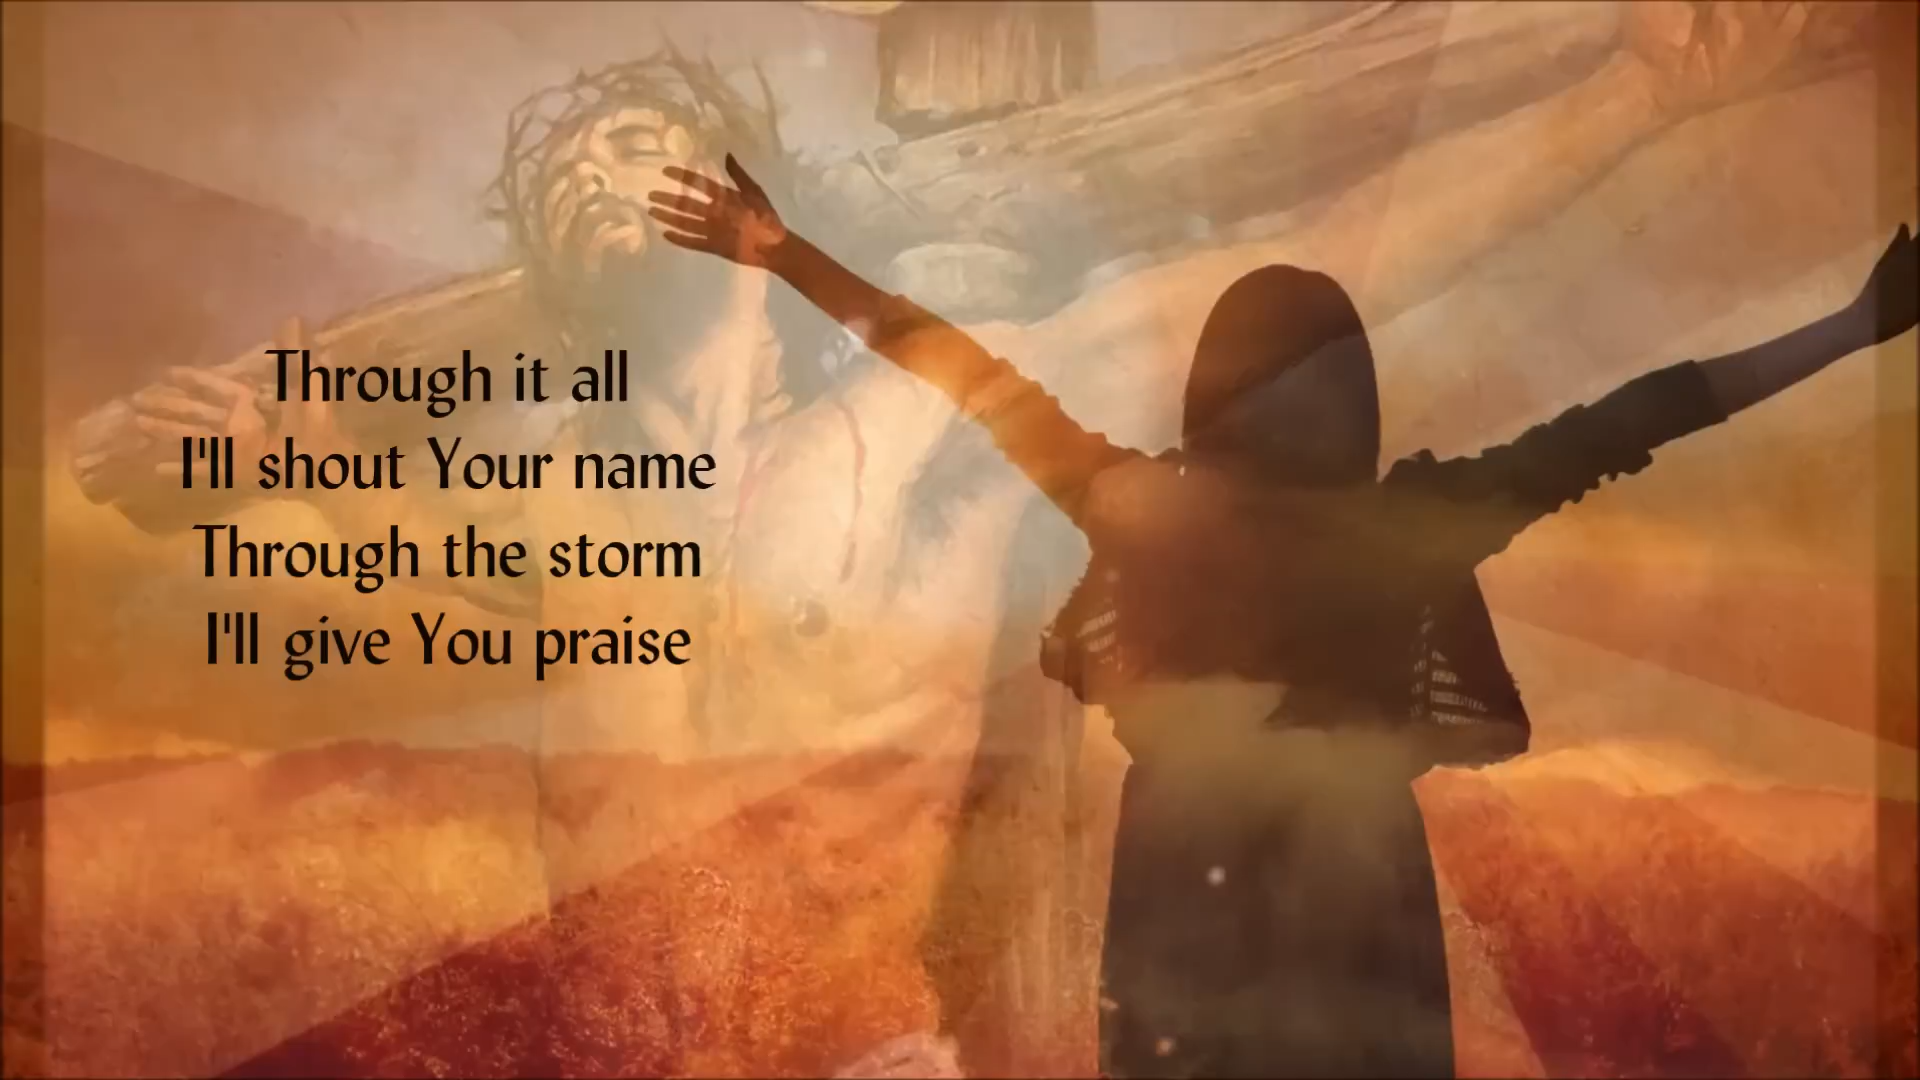 Through it all
I'll shout Your name
Through the storm
I'll give You praise